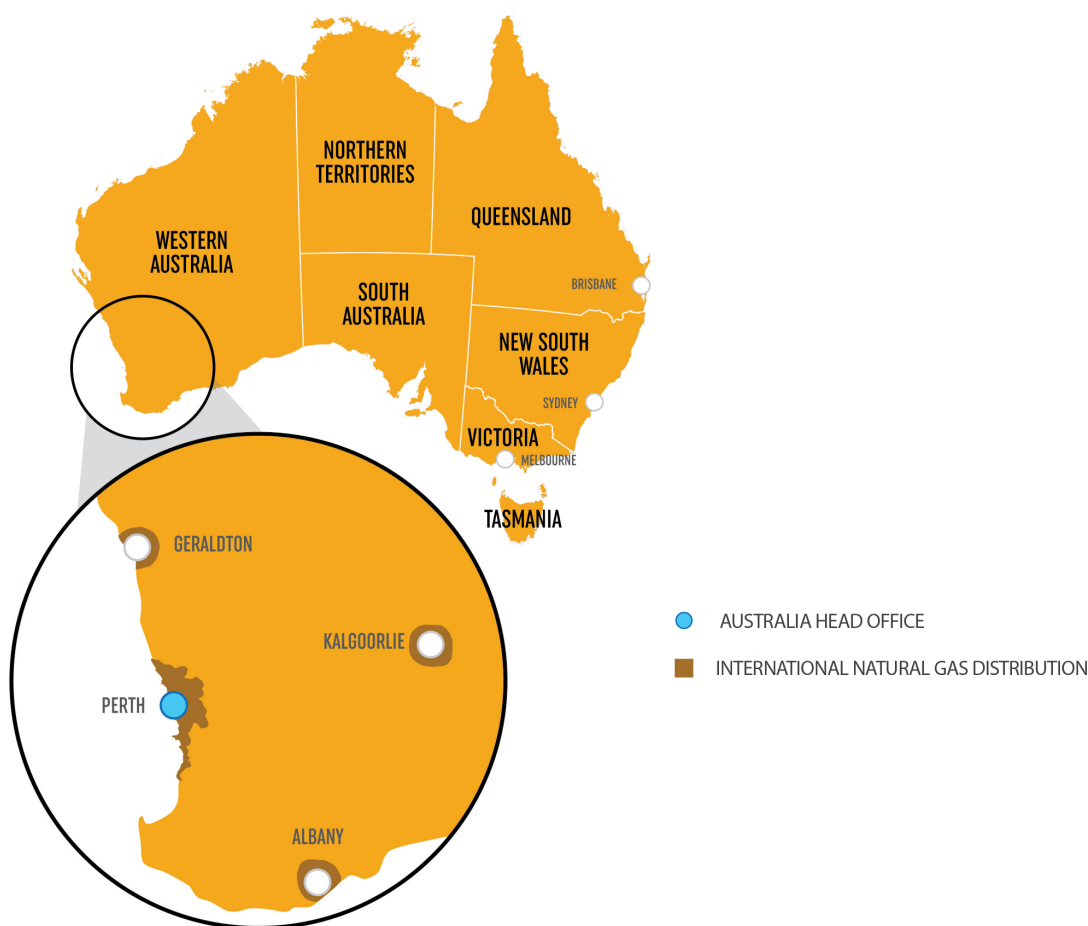 NORTHERN
TERRITORIES
QUEENSLAND
WESTERN
AUSTRALIA
BRISBANE
SOUTH
AUSTRALIA
NEW SOUTH
WALES
SYDNEY
VICTORIA
MELBOURNE
TASMANIA
GERALDTON
KALGOORLIE
PERTH
ALBANY
AUSTRALIA HEAD OFFICE
INTERNATIONAL NATURAL GAS DISTRIBUTION